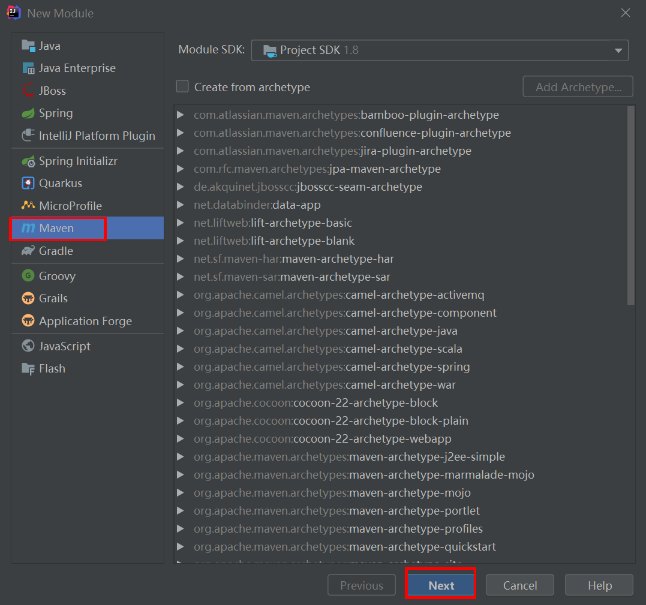 New Module
Java
Java Enterprise
JBoss
Spring
IntelliJ Platform Plugin
Spring Initializr
Quarkus
MicroProfile
Maven
Gradle
Groovy
Grails
Application Forge
JavaScript
Flash
Module SDK: Project SDK 1.8
Create from archetype
Add Archetype...
com.atlassian.maven.archetypes:bamboo-plugin-archetype
com.atlassian.maven.archetypes:confluence-plugin-archetype
com.atlassian.maven.archetypes:jira-plugin-archetype
com.rfc.maven.archetypes:jpa-maven-archetype
de.akquinet.jbosscc:jbosscc-seam-archetype
net.databinder:data-app
net.liftweb:lift-archetype-basic
net.liftweb:lift-archetype-blank
net.sf.maven-har:maven-archetype-har
net.sf.maven-sar:maven-archetype-sar
org.apache.camel.archetypes:camel-archetype-activemq
org.apache.camel.archetypes:camel-archetype-component
org.apache.camel.archetypes:camel-archetype-java
org.apache.camel.archetypes:camel-archetype-scala
org.apache.camel.archetypes:camel-archetype-spring
org.apache.camel.archetypes:camel-archetype-war
org.apache.cocoon:cocoon-22-archetype-block
org.apache.cocoon:cocoon-22-archetype-block-plain
org.apache.cocoon:cocoon-22-archetype-webapp
org.apache.maven.archetypes:maven-archetype-j2ee-simple
org.apache.maven.archetypes:maven-archetype-marmalade-mojo
org.apache.maven.archetypes:maven-archetype-mojo
org.apache.maven.archetypes:maven-archetype-portlet
org.apache.maven.archetypes:maven-archetype-profiles
org.apache.maven.archetypes:maven-archetype-quickstart
Previous
Next
Cancel
Help